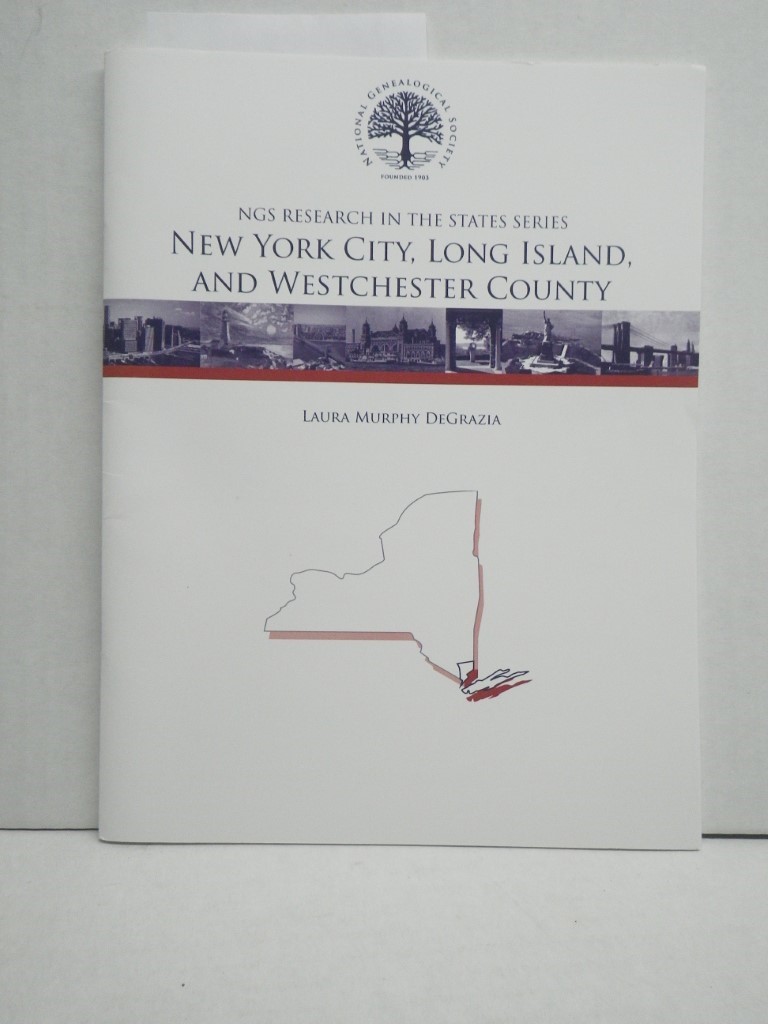 NATIONAL GENEALOGICAL SOCIETY
FOUNDED 1903
NGS RESEARCH IN THE STATES SERIES
NEW YORK CITY, LONG ISLAND,
AND WESTCHESTER COUNTY
LAURA MURPHY DEGRAZIA